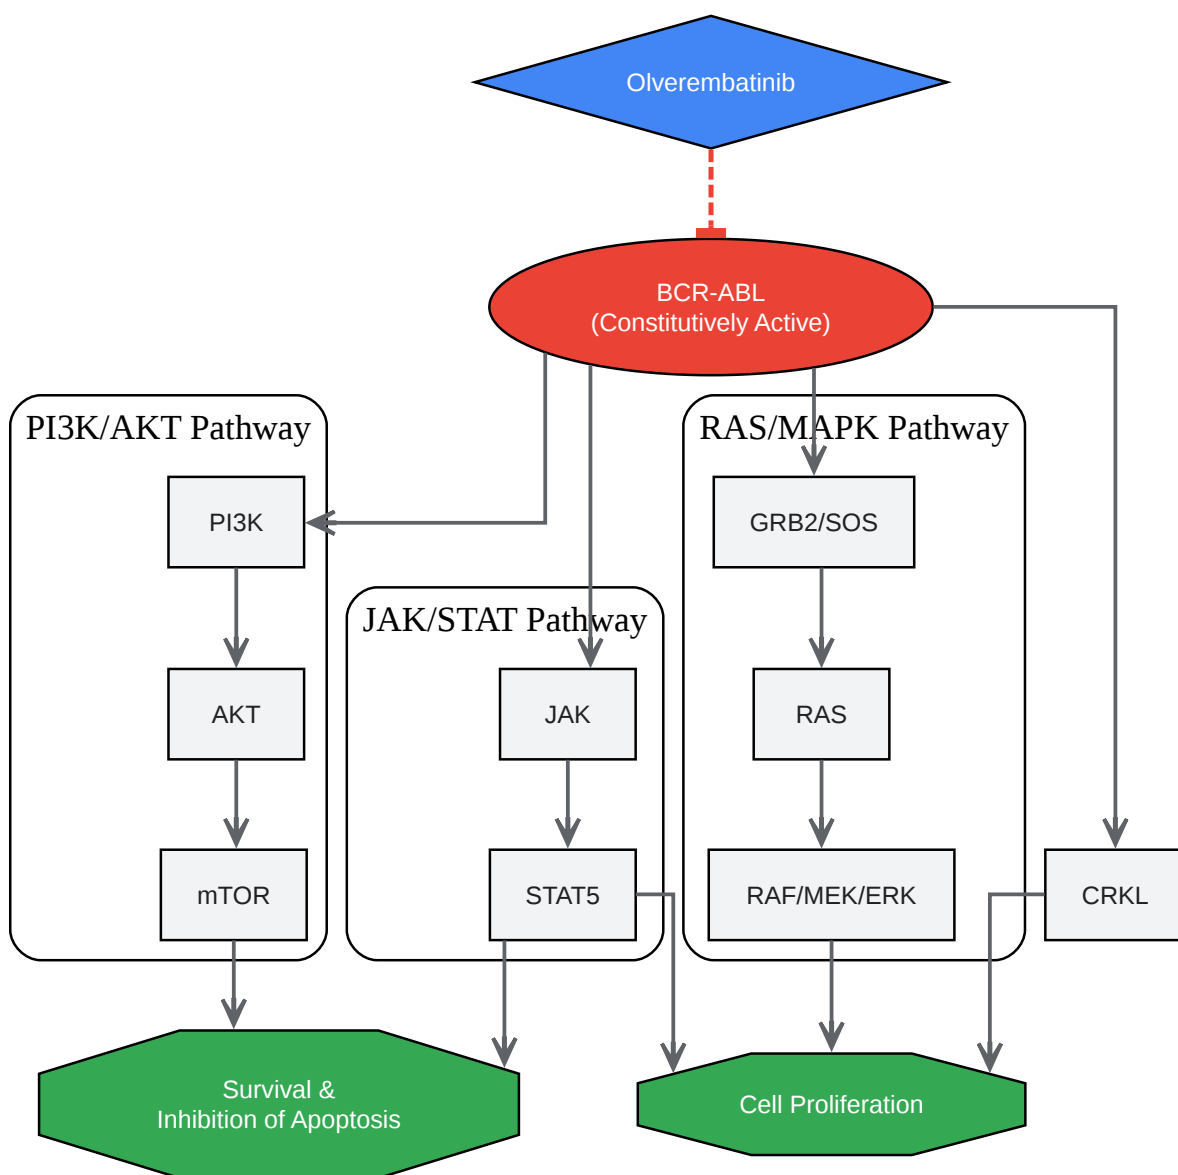 Olverembatinib
BCR-ABL
(Constitutively Active)
PI3K/AKT Pathway
RAS/MAPK Pathway
PI3K
GRB2/SOS
JAK/STAT Pathway
AKT
JAK
RAS
mTOR
STAT5
RAF/MEK/ERK
CRKL
Survival &
Inhibition of Apoptosis
Cell Proliferation